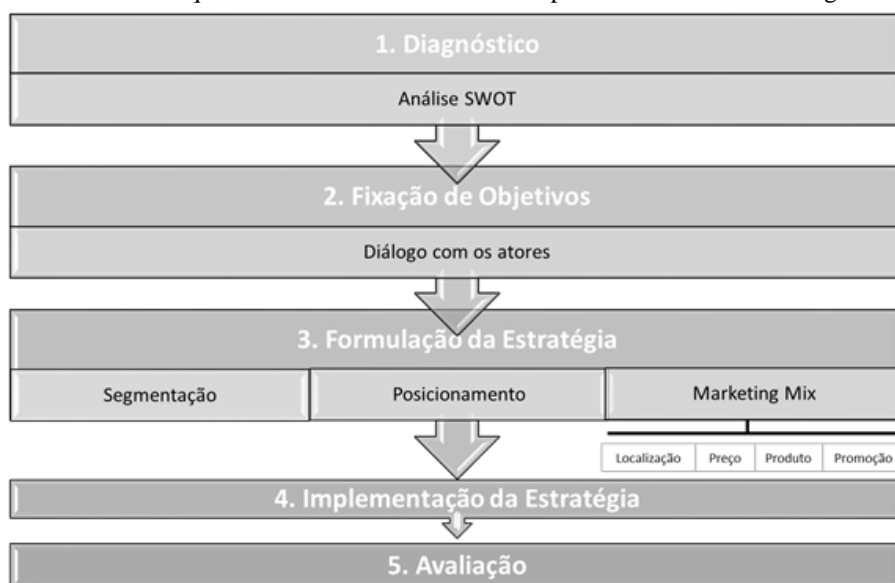 1. Diagnóstico
Análise SWOT
2. Fixação de Objetivos
Diálogo com os atores
3. Formulação da Estratégia
Segmentação Posicionamento Marketing Mix
Localização Preço Produto Promoção
4. Implementação da Estratégia
5. Avaliação